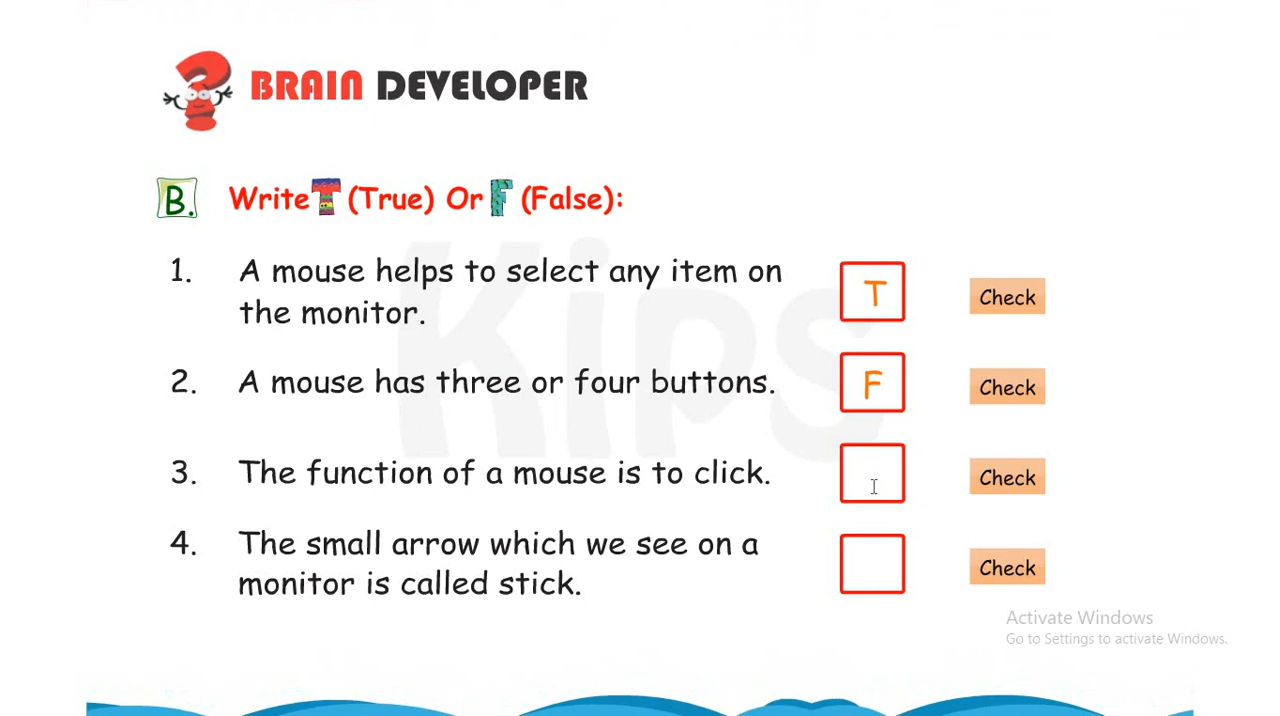 BRAIN DEVELOPER
B. Write T (True) Or F (False):
1. A mouse helps to select any item on
the monitor.
T
Check
2. A mouse has three or four buttons.
F
Check
3. The function of a mouse is to click.
Check
4. The small arrow which we see on a
monitor is called stick.
Check
Kips
Activate Windows
Go to Settings to activate Windows.